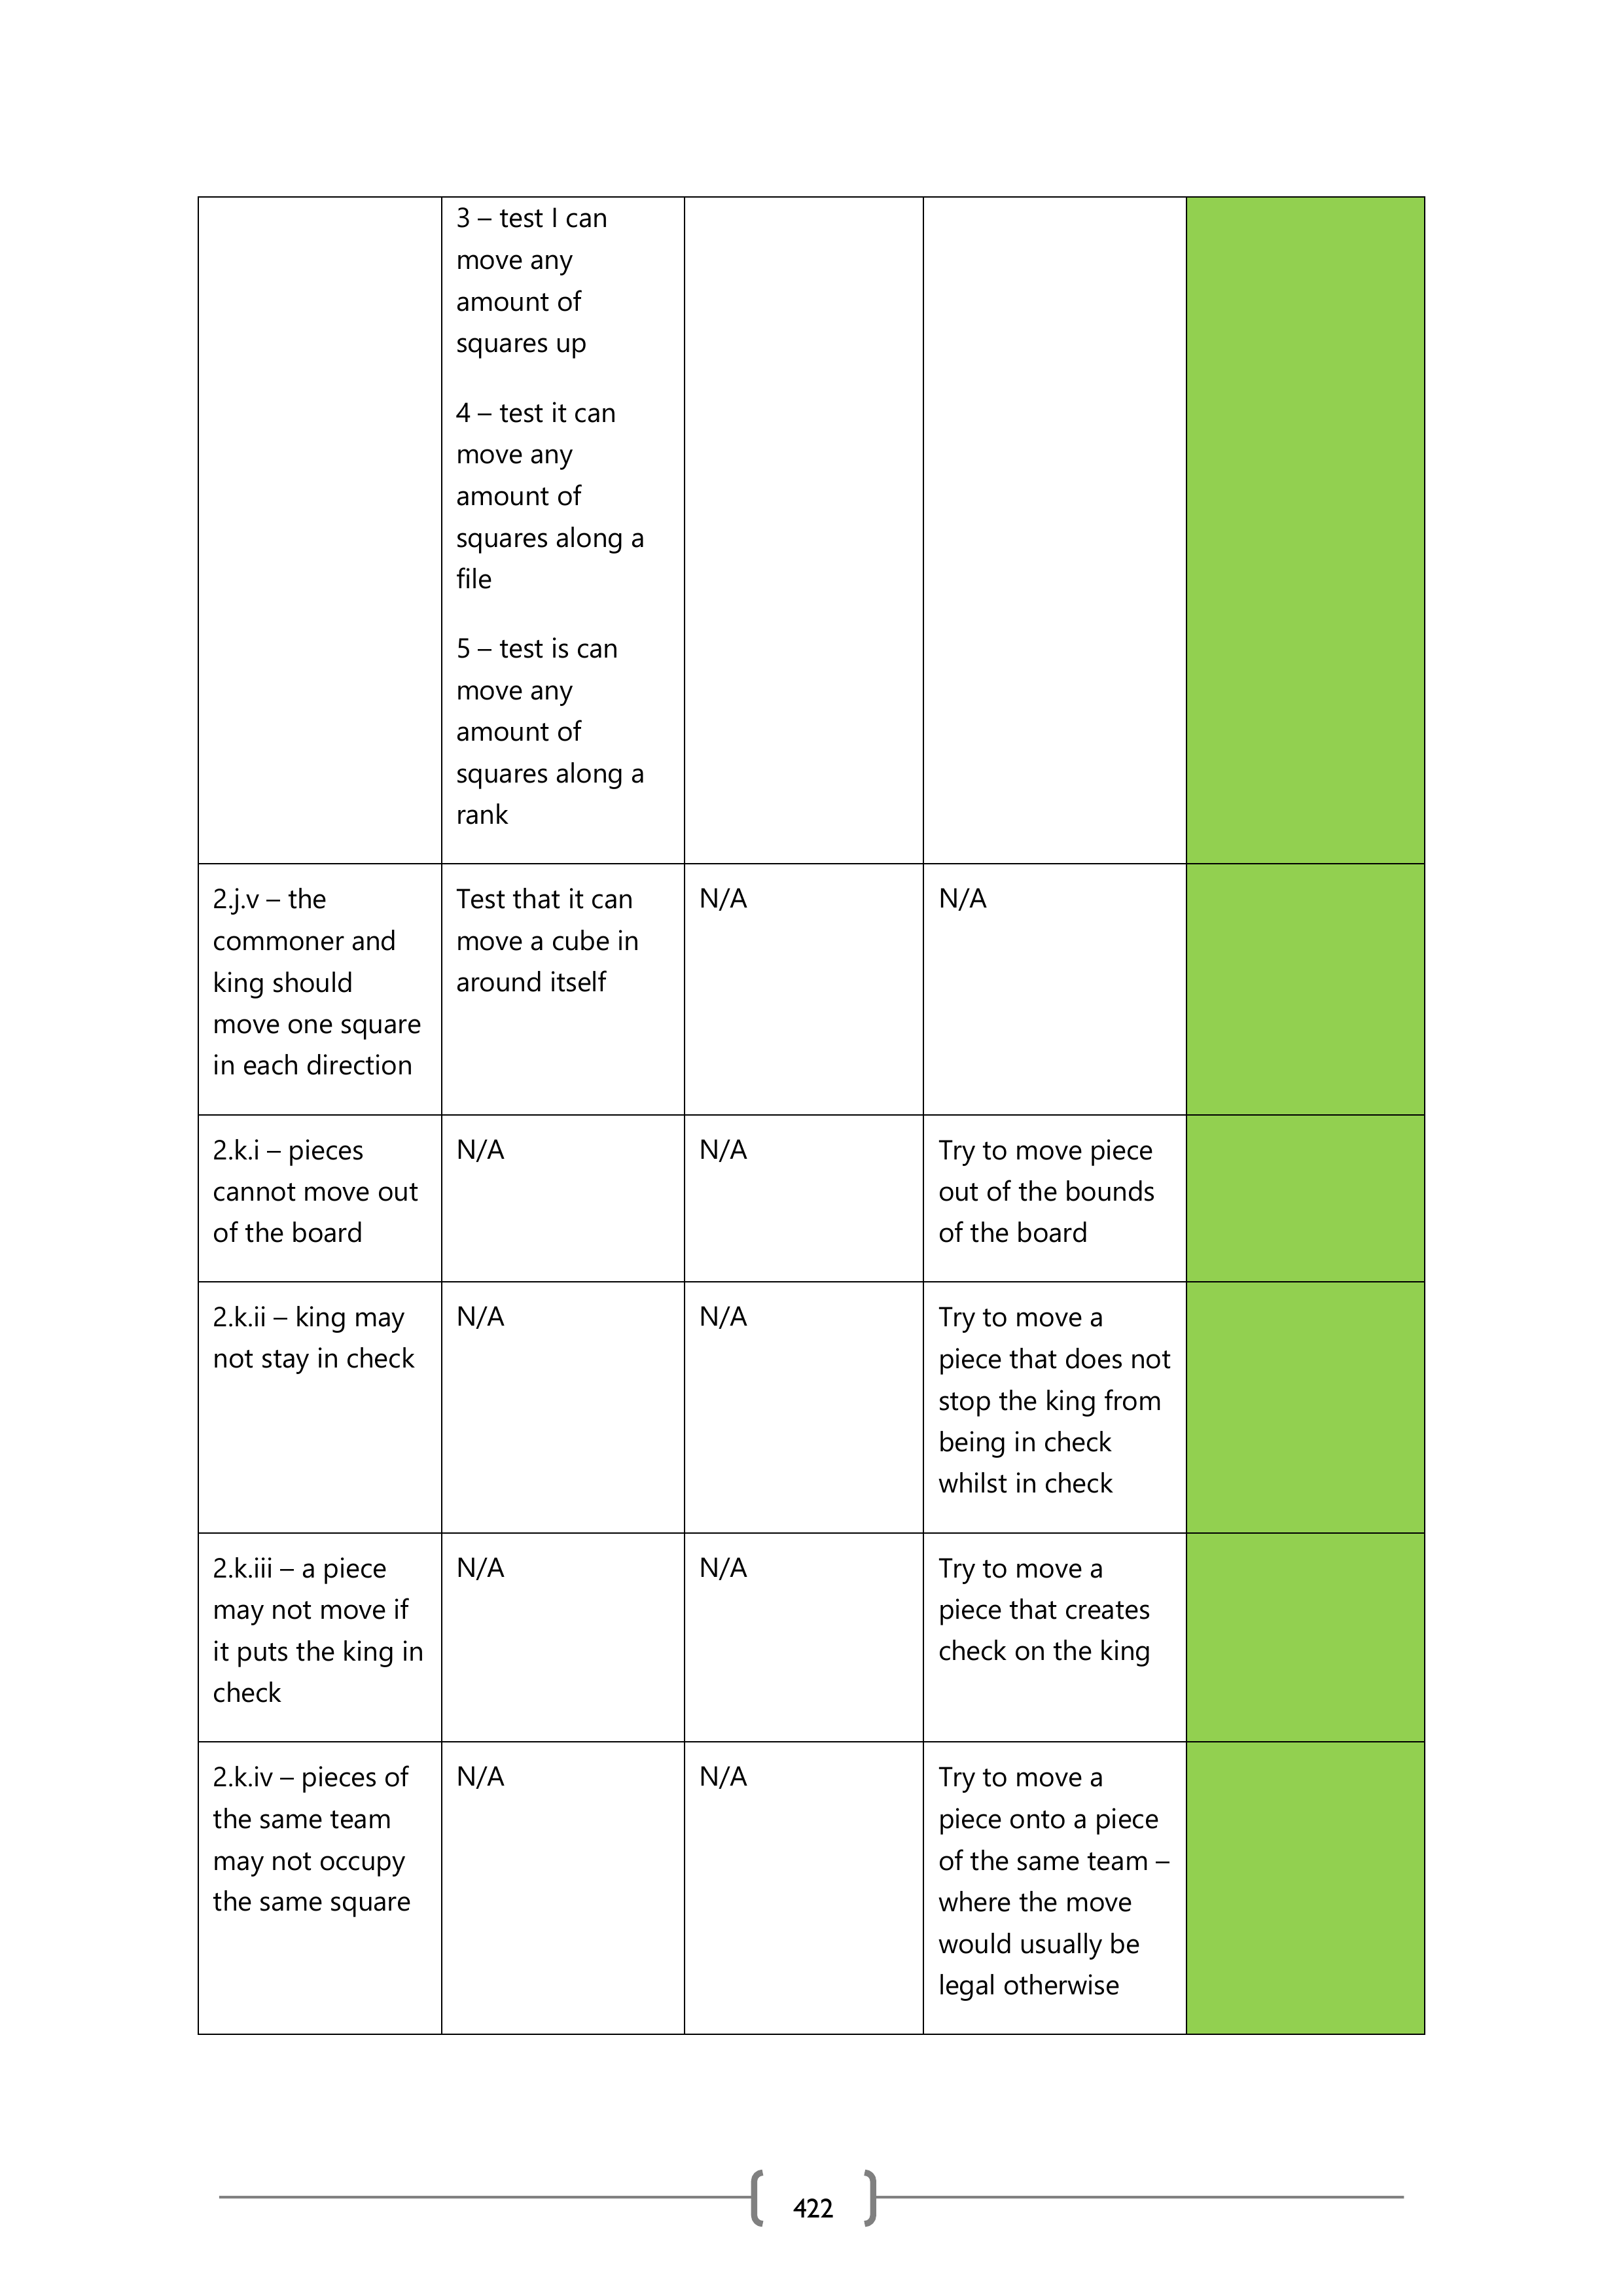 3 – test I can
move any
amount of
squares up
4 – test it can
move any
amount of
squares along a
file
5 – test is can
move any
amount of
squares along a
rank
2.j.v – the
commoner and
king should
move one square
in each direction
Test that it can
move a cube in
around itself
N/A
N/A
2.k.i – pieces
cannot move out
of the board
N/A
N/A
Try to move piece
out of the bounds
of the board
2.k.ii – king may
not stay in check
N/A
N/A
Try to move a
piece that does not
stop the king from
being in check
whilst in check
2.k.iii – a piece
may not move if
it puts the king in
check
N/A
N/A
Try to move a
piece that creates
check on the king
2.k.iv – pieces of
the same team
may not occupy
the same square
N/A
N/A
Try to move a
piece onto a piece
of the same team –
where the move
would usually be
legal otherwise
422